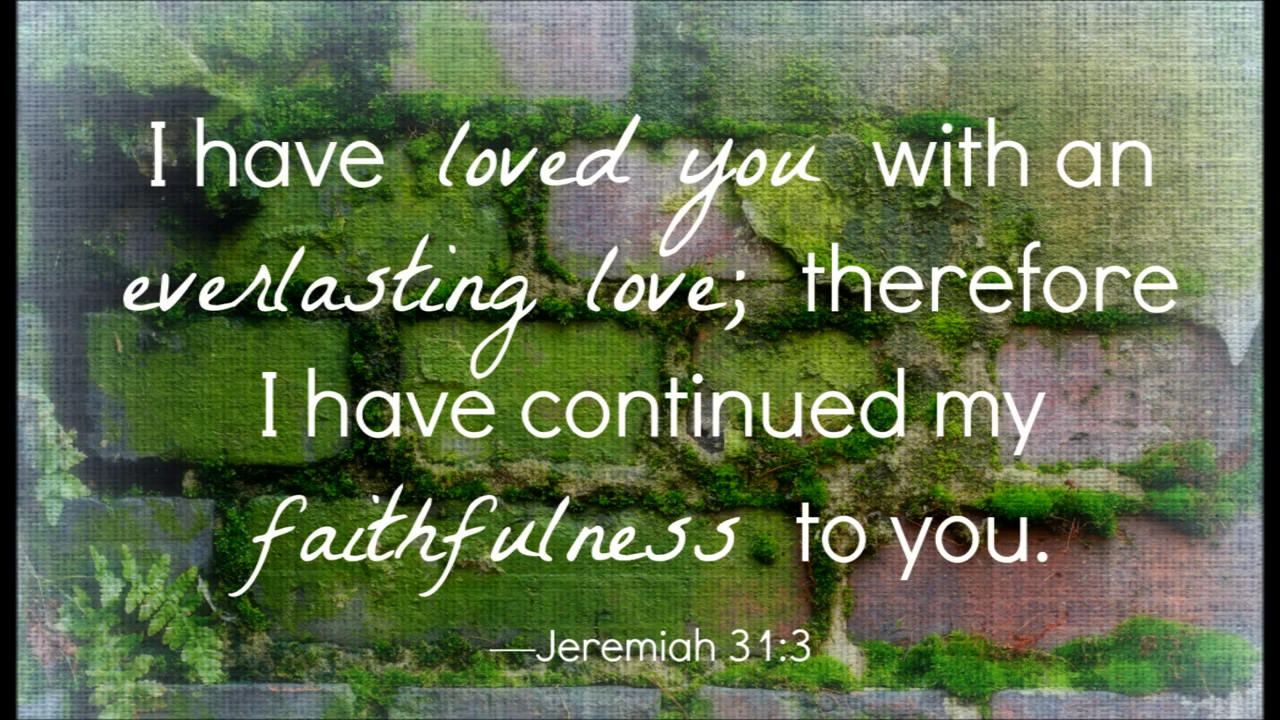 I have loved you with an
everlasting love; therefore
I have continued my
faithfulness to you.
—Jeremiah 31:3